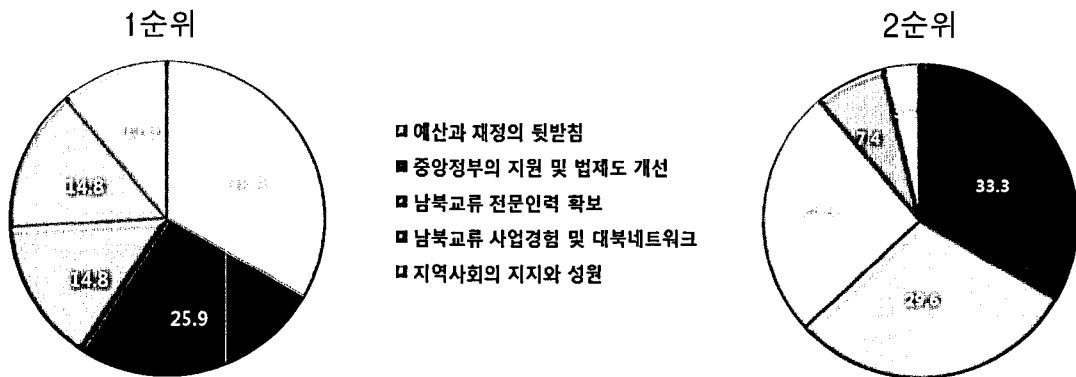 1순위
2순위
예산과 재정의 뒷받침
중앙정부의 지원 및 법제도 개선
남북교류 전문인력 확보
남북교류 사업경험 및 대북네트워크
지역사회의 지지와 성원
14.8
14.8
25.9
7.4
33.3
29.6